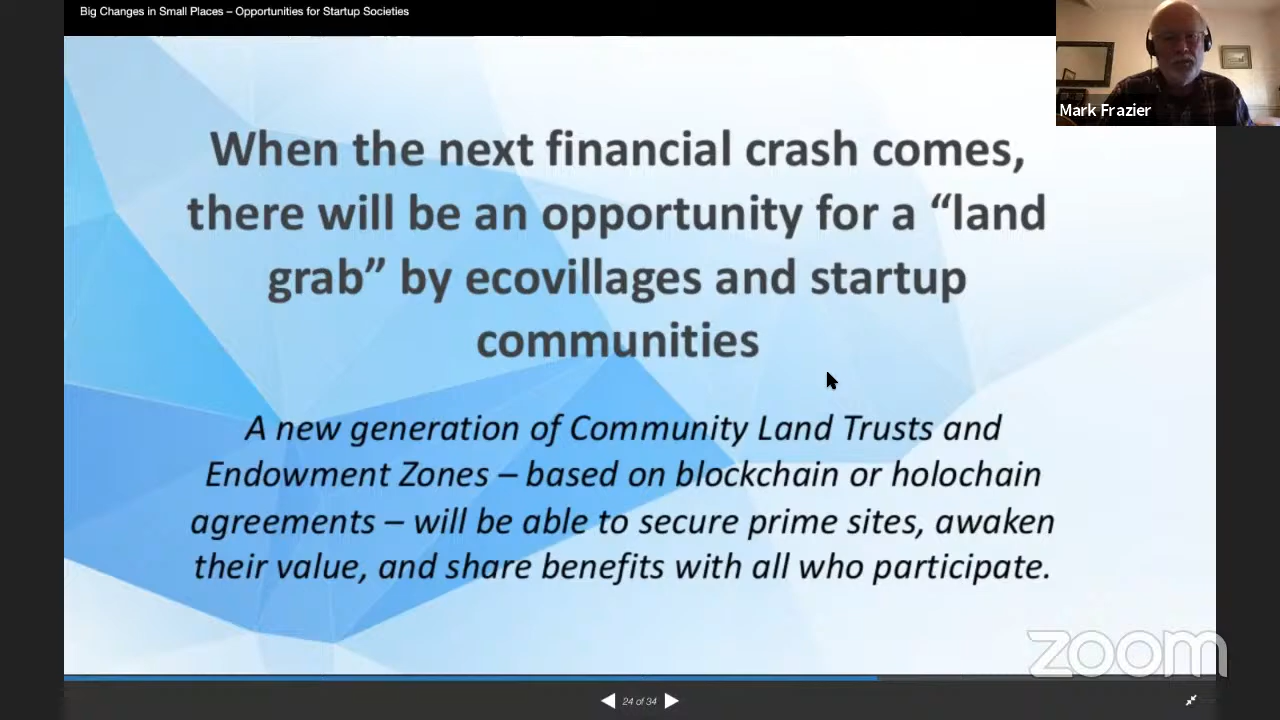 Big Changes in Small Places – Opportunities for Startup Societies
Mark Frazier
When the next financial crash comes,
there will be an opportunity for a “land
grab” by ecovillages and startup
communities
A new generation of Community Land Trusts and
Endowment Zones – based on blockchain or holochain
agreements – will be able to secure prime sites, awaken
their value, and share benefits with all who participate.
zoom
24 of 34